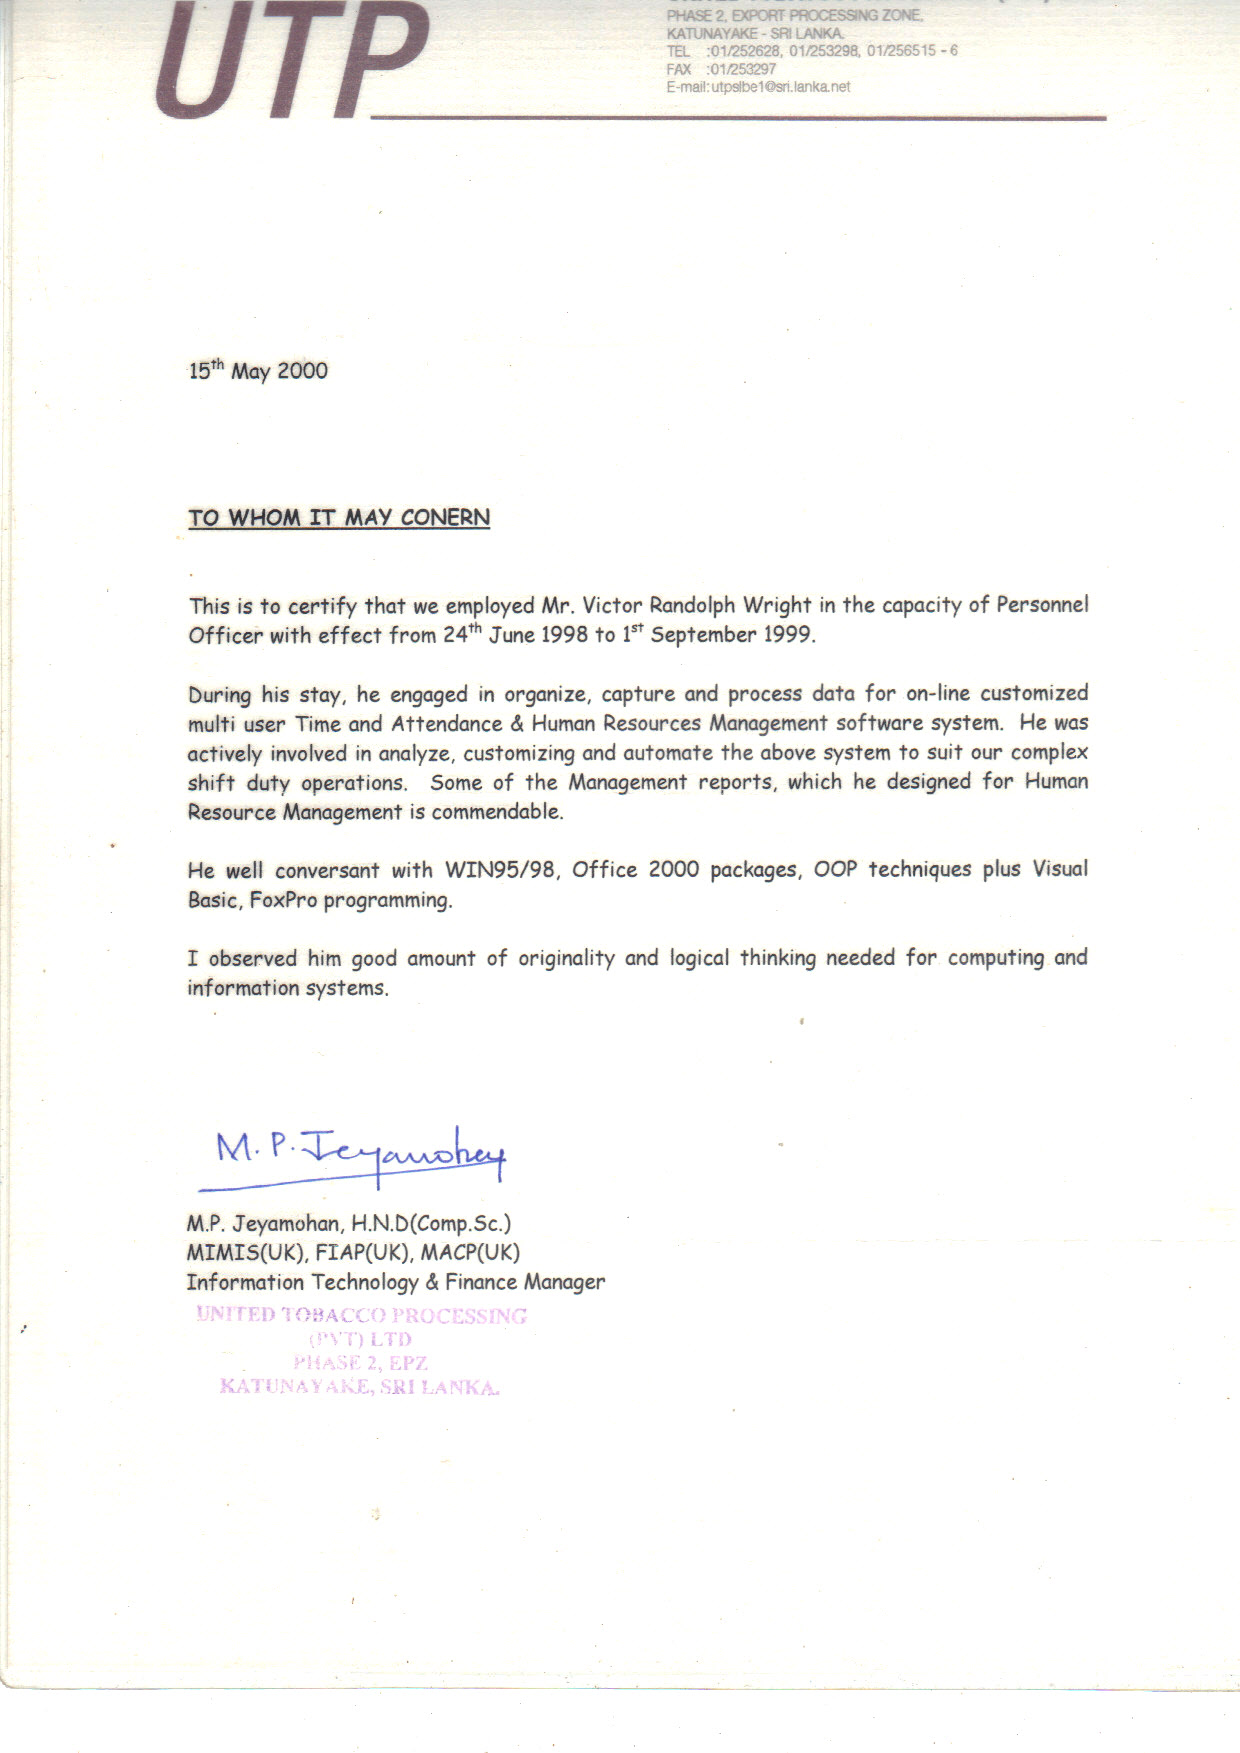 UTP
PHASE 2, EXPORT PROCESSING ZONE,
KATUNAYAKE - SRI LANKA.
TEL :01/252628, 01/253298, 01/256515 - 6
FAX :01/253297
E-mail: utpslbe1@sri.lanka.net
15th May 2000
TO WHOM IT MAY CONERN
This is to certify that we employed Mr. Victor Randolph Wright in the capacity of Personnel
Officer with effect from 24th June 1998 to 1st September 1999.
During his stay, he engaged in organize, capture and process data for on-line customized
multi user Time and Attendance & Human Resources Management software system. He was
actively involved in analyze, customizing and automate the above system to suit our complex
shift duty operations. Some of the Management reports, which he designed for Human
Resource Management is commendable.
He well conversant with WIN95/98, Office 2000 packages, OOP techniques plus Visual
Basic, FoxPro programming.
I observed him good amount of originality and logical thinking needed for computing and
information systems.
M.P. Jeyamohan
M.P. Jeyamohan, H.N.D(Comp.Sc.)
MIMIS(UK), FIAP(UK), MACP(UK)
Information Technology & Finance Manager
UNITED TOBACCO PROCESSING
(PVT) LTD
PHASE 2, EPZ
KATUNAYAKE, SRI LANKA.